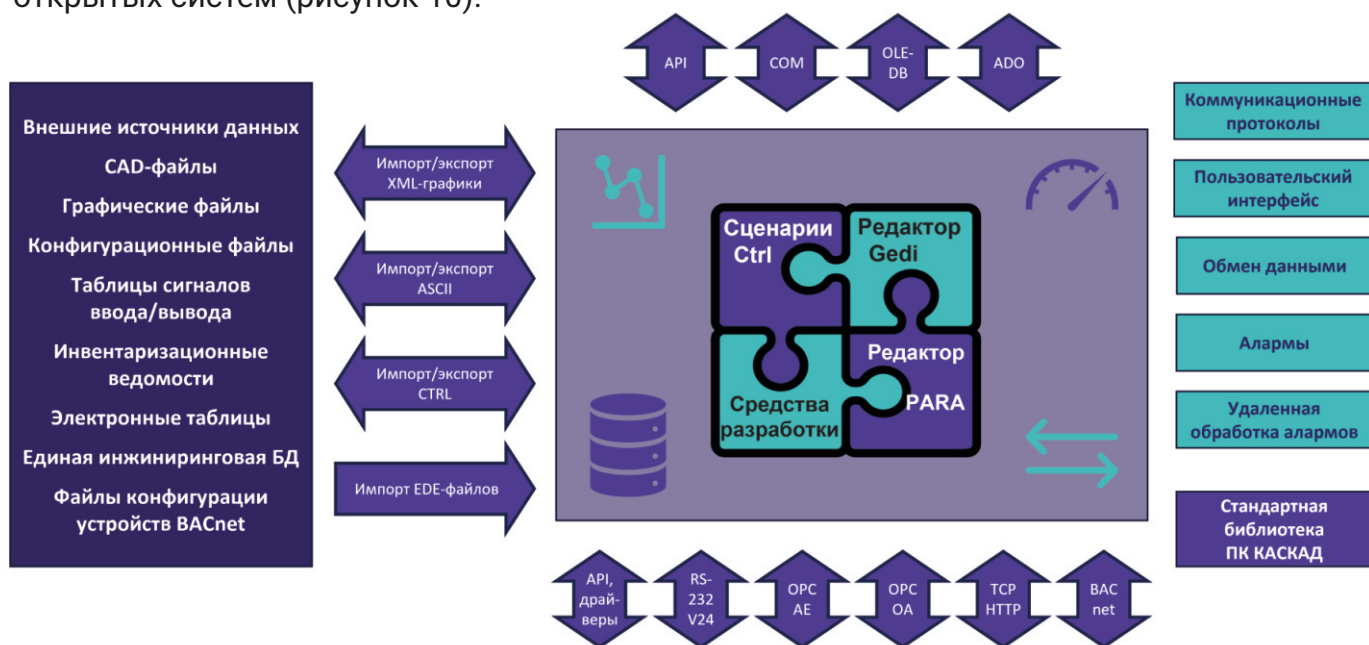 открытых систем (рисунок 10).
API
COM
OLE-
DB
ADO
Внешние источники данных
CAD-файлы
Графические файлы
Конфигурационные файлы
Таблицы сигналов
ввода/вывода
Инвентаризационные
ведомости
Электронные таблицы
Единая инжиниринговая БД
Файлы конфигурации
устройств BACnet
Импорт/экспорт
XML-графики
Импорт/экспорт
ASCII
Импорт/экспорт
CTRL
Импорт EDE-файлов
Сценарии
Ctrl
Редактор
Gedi
Средства
разработки
Редактор
PARA
Коммуникационные
протоколы
Пользовательский
интерфейс
Обмен данными
Алармы
Удаленная
обработка алармов
Стандартная
библиотека
ПК КАСКАД
API,
драй-
веры
RS-
232
V24
OPC
AE
OPC
OA
TCP
HTTP
BAC
net